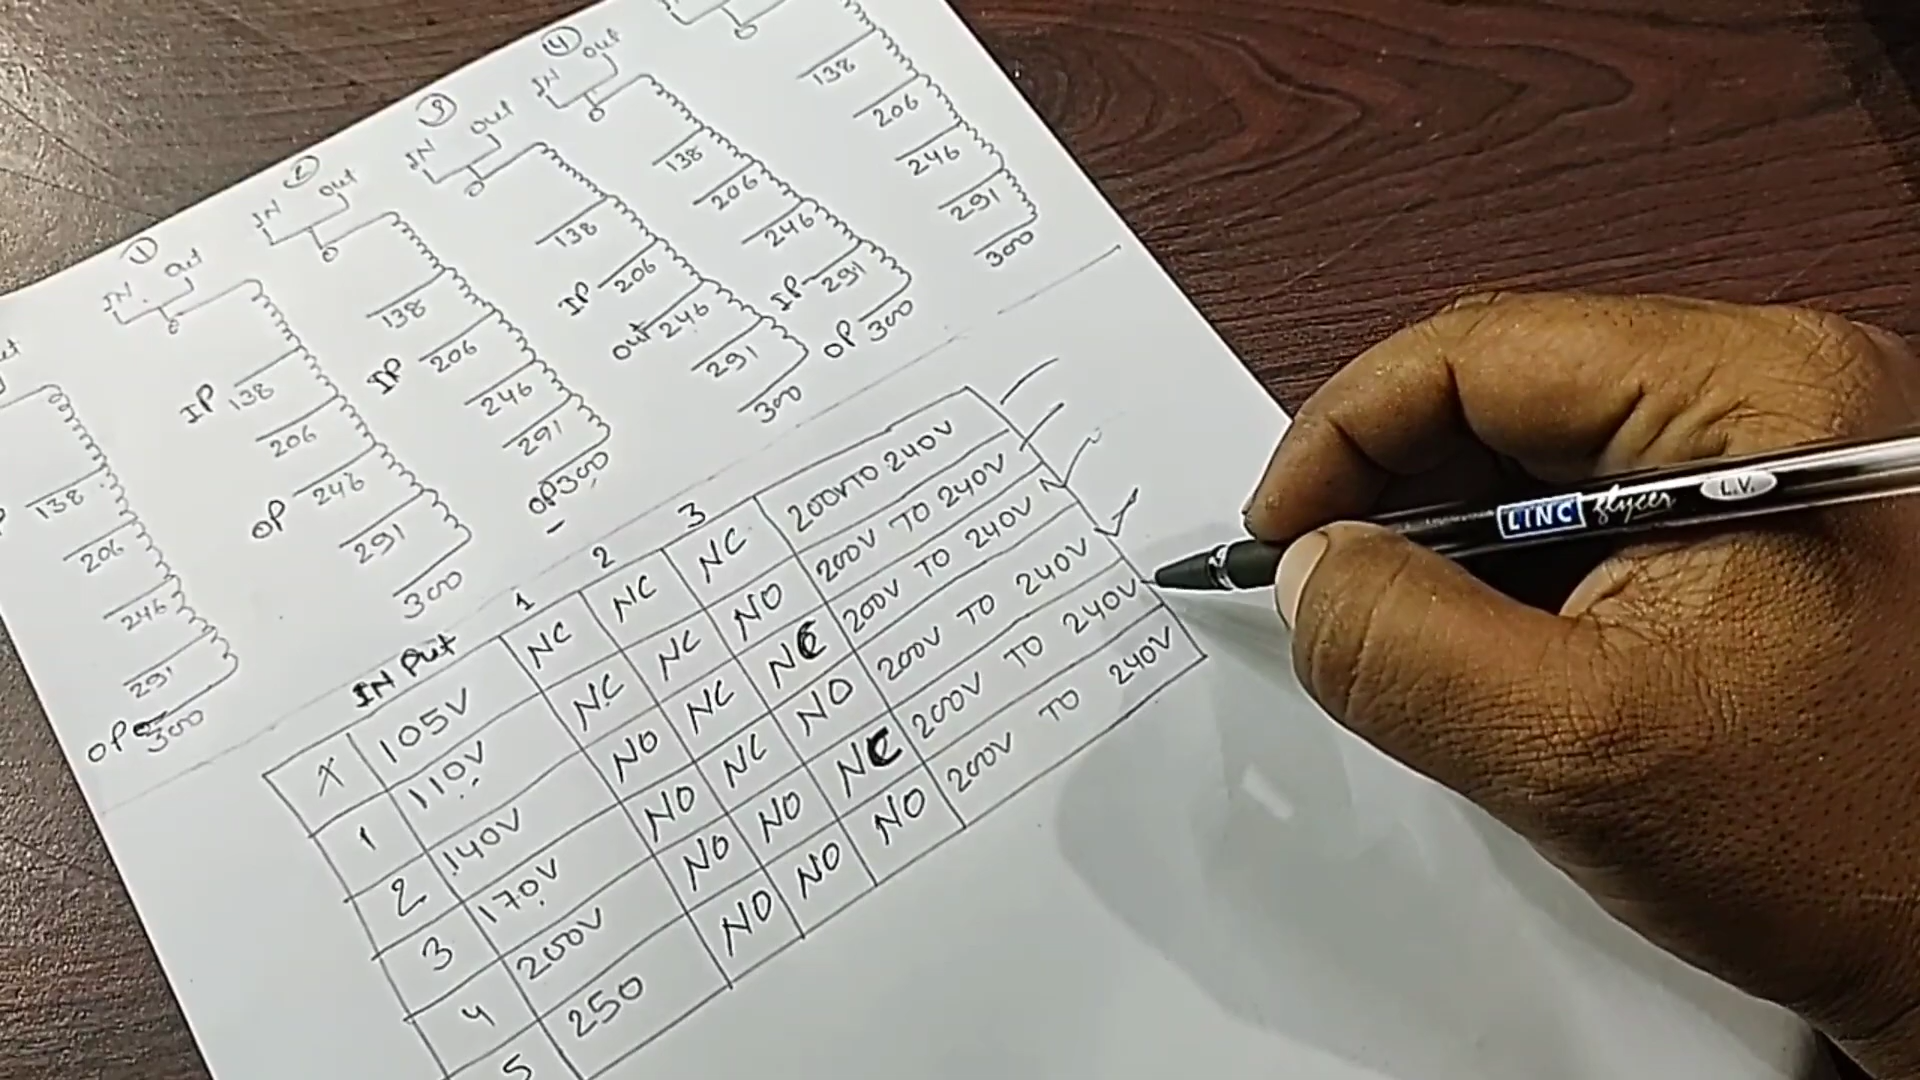 4
IN Out
138
206
246
IP 291
OP 300
138
206
246
291
300
3
IN Out
138
IP 206
Out 246
291
300
2
IN Out
138
IP 206
246
291
OP 300
1
IN Out
IP 138
206
OP 246
291
300
138
206
246
291
OP 300
IN Put 1 2 3
X 105V NC NC NC 200V TO 240V
1 110V NC NC NO 200V TO 240V
2 140V NO NC NC 200V TO 240V
3 170V NO NC NO 200V TO 240V
4 200V NO NO NC 200V TO 240V
5 250 NO NO NO 200V TO 240V
LINC glycer L.V.